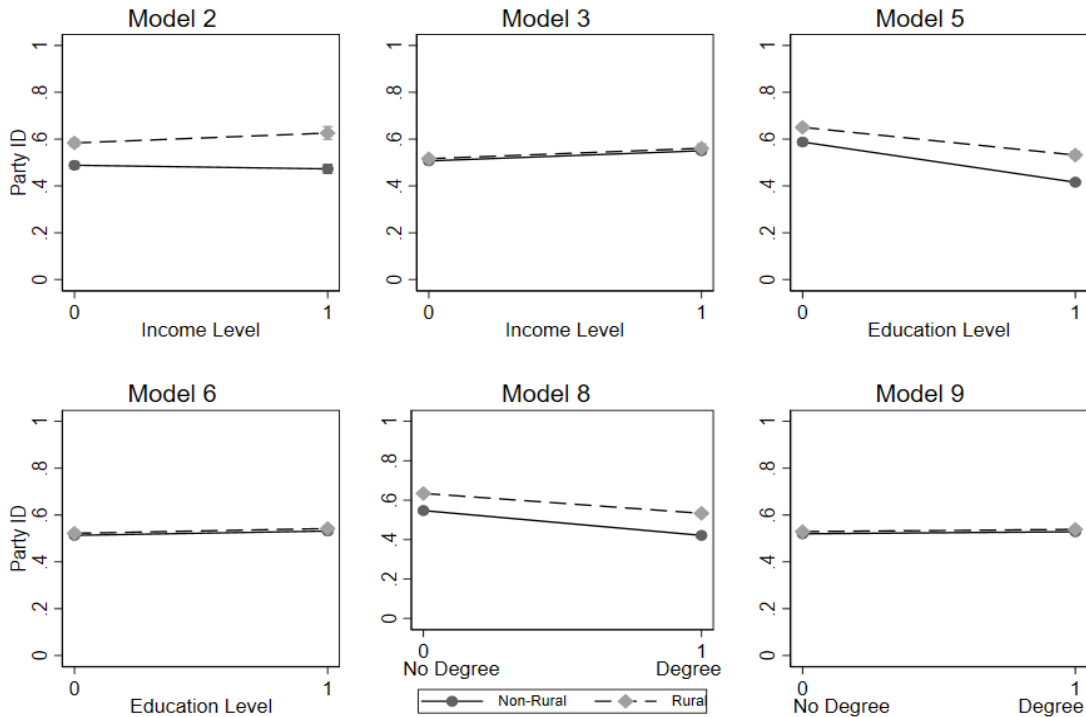 Model 2
Model 3
Model 5
Party ID
0 .2 .4 .6 .8 1
0 .2 .4 .6 .8 1
0 .2 .4 .6 .8 1
0 1
0 1
0 1
Income Level
Income Level
Education Level
Model 6
Model 8
Model 9
Party ID
0 .2 .4 .6 .8 1
0 .2 .4 .6 .8 1
0 .2 .4 .6 .8 1
0 1
0 1
0 1
Education Level
No Degree Degree
No Degree Degree
Non-Rural Rural